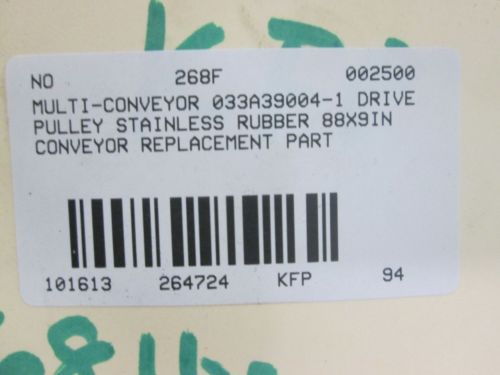 NO 268F 002500
MULTI-CONVEYOR 033A39004-1 DRIVE
PULLEY STAINLESS RUBBER 88X9IN
CONVEYOR REPLACEMENT PART
101613 264724 KFP 94